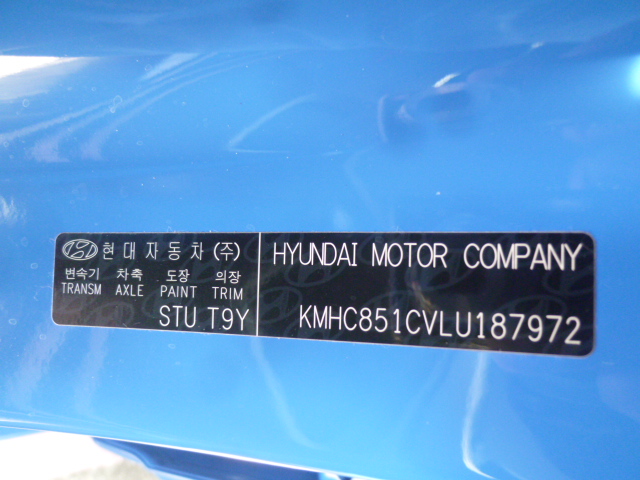 현대자동차(주)
변속기 차축 도장 의장
TRANSM AXLE PAINT TRIM
STU T9Y
HYUNDAI MOTOR COMPANY
KMHC851CVLU187972